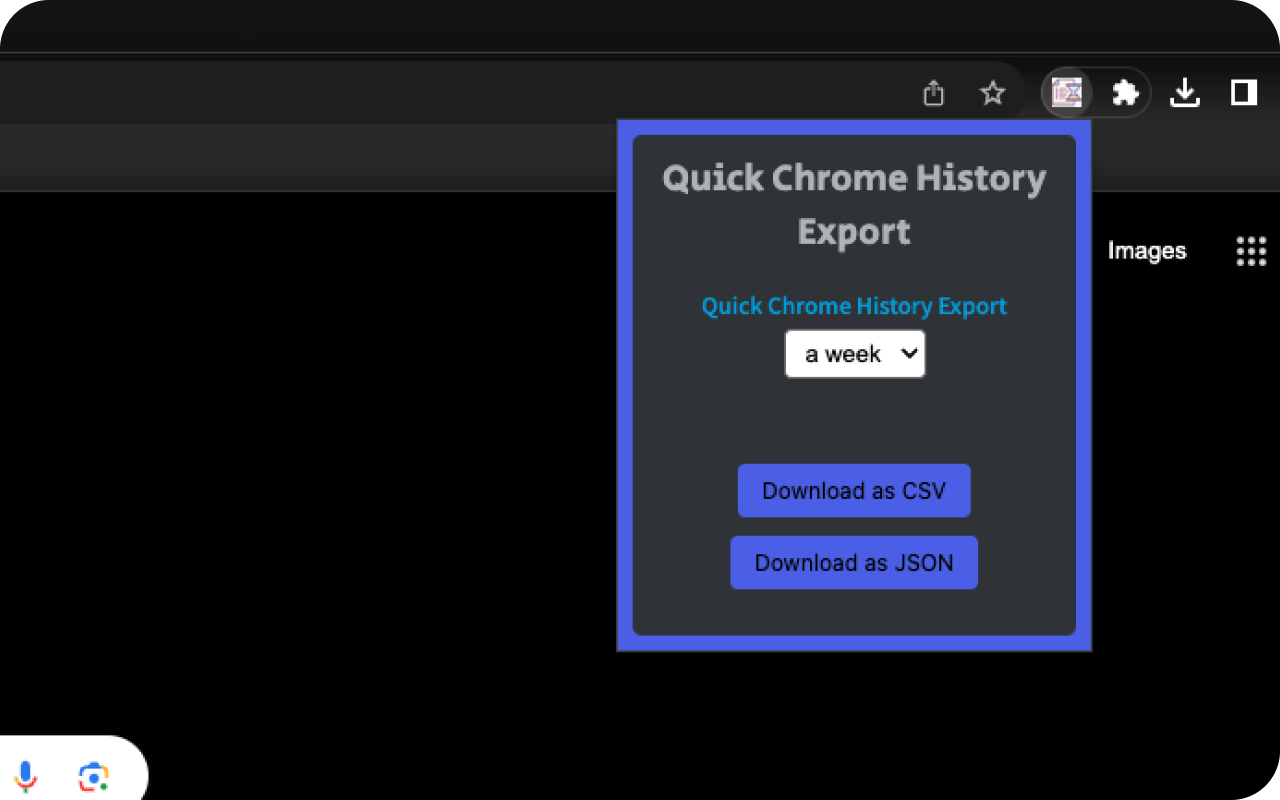 Quick Chrome History
Export
Images
Quick Chrome History Export
a week
Download as CSV
Download as JSON